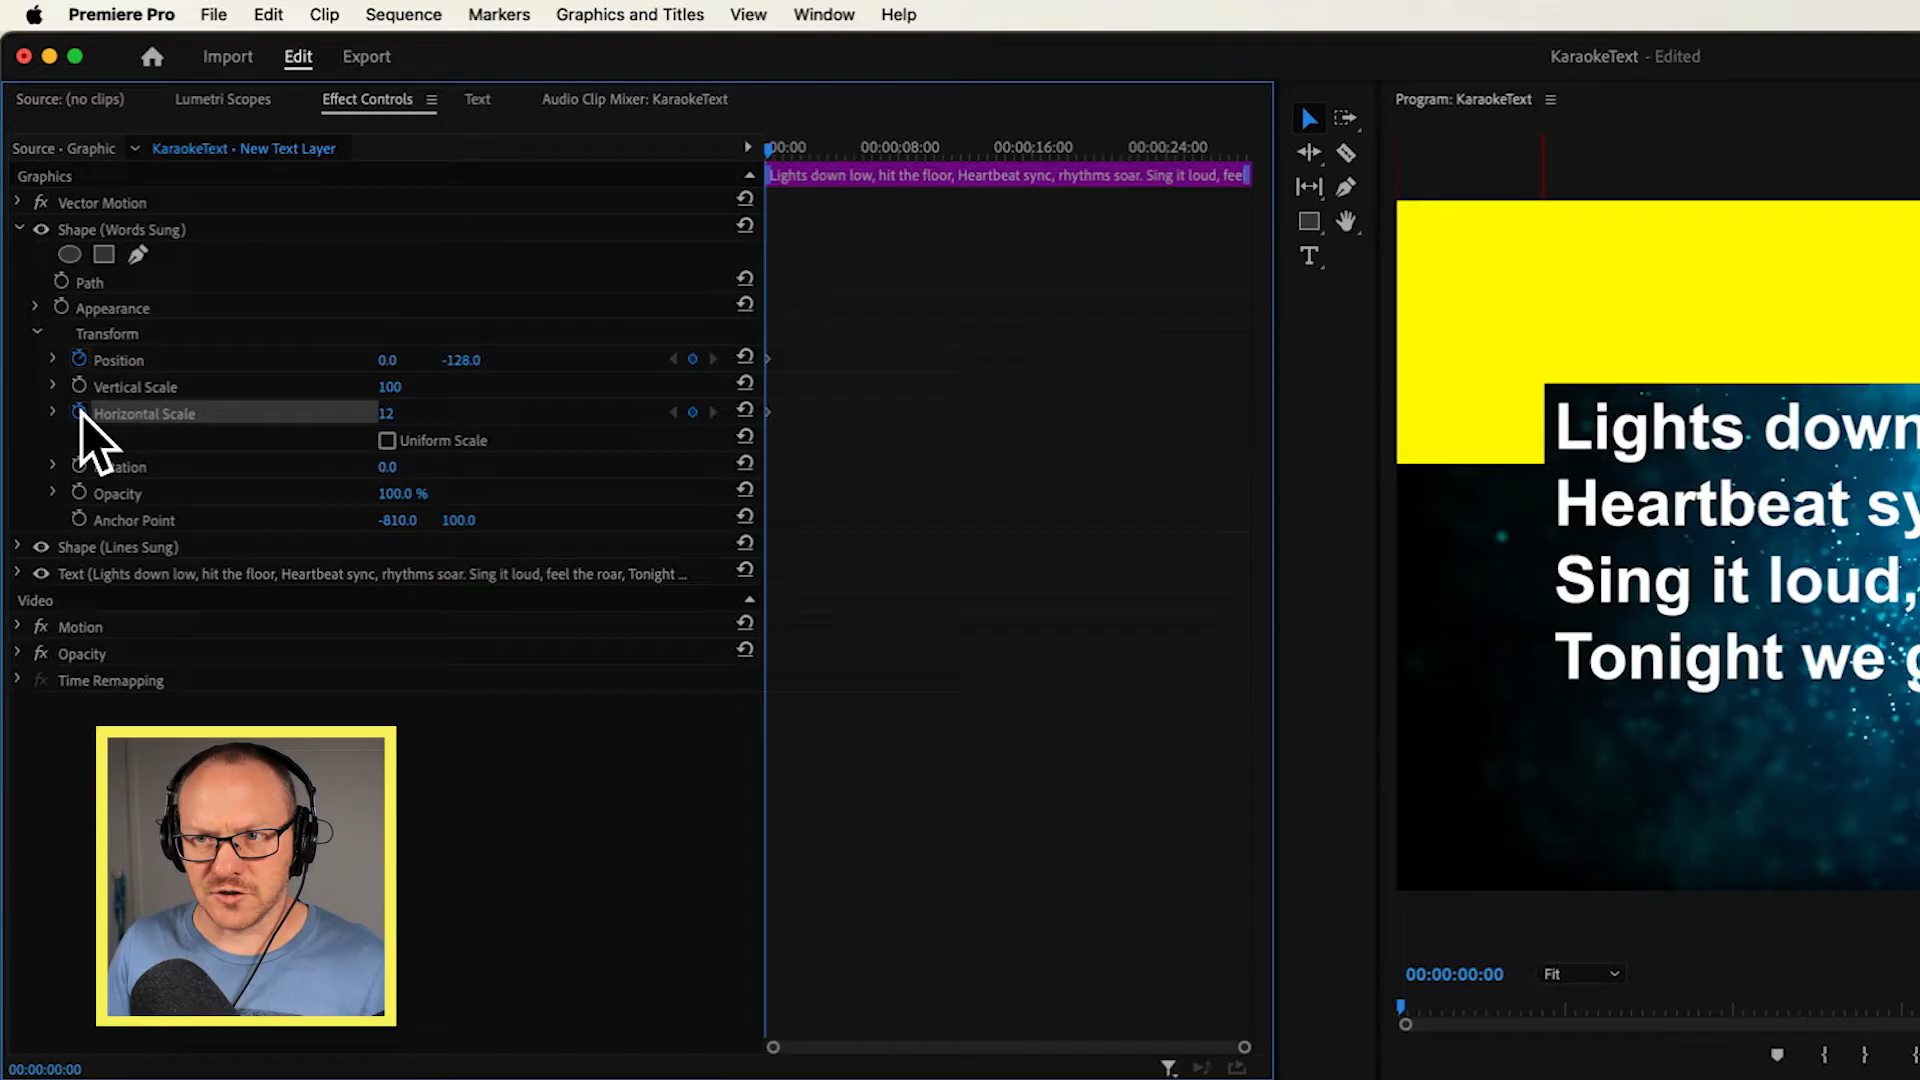 Premiere Pro File Edit Clip Sequence Markers Graphics and Titles View Window Help
Import Edit Export KaraokeText - Edited
Source: (no clips) Lumetri Scopes Effect Controls Text Audio Clip Mixer: KaraokeText Program: KaraokeText
Source • Graphic KaraokeText • New Text Layer :00:00 00:00:08:00 00:00:16:00 00:00:24:00
Graphics Lights down low, hit the floor, Heartbeat sync, rhythms soar. Sing it loud, fee
fx Vector Motion
Shape (Words Sung)
Path
Appearance
Transform
Position 0.0 -128.0
Vertical Scale 100
Horizontal Scale 12
Uniform Scale
0.0
Opacity 100.0 %
Anchor Point -810.0 100.0
Shape (Lines Sung)
Text (Lights down low, hit the floor, Heartbeat sync, rhythms soar. Sing it loud, feel the roar, Tonight ...
Video
fx Motion
fx Opacity
fx Time Remapping
00:00:00:00
T
Lights down
Heartbeat sy
Sing it loud,
Tonight we g
00:00:00:00 Fit